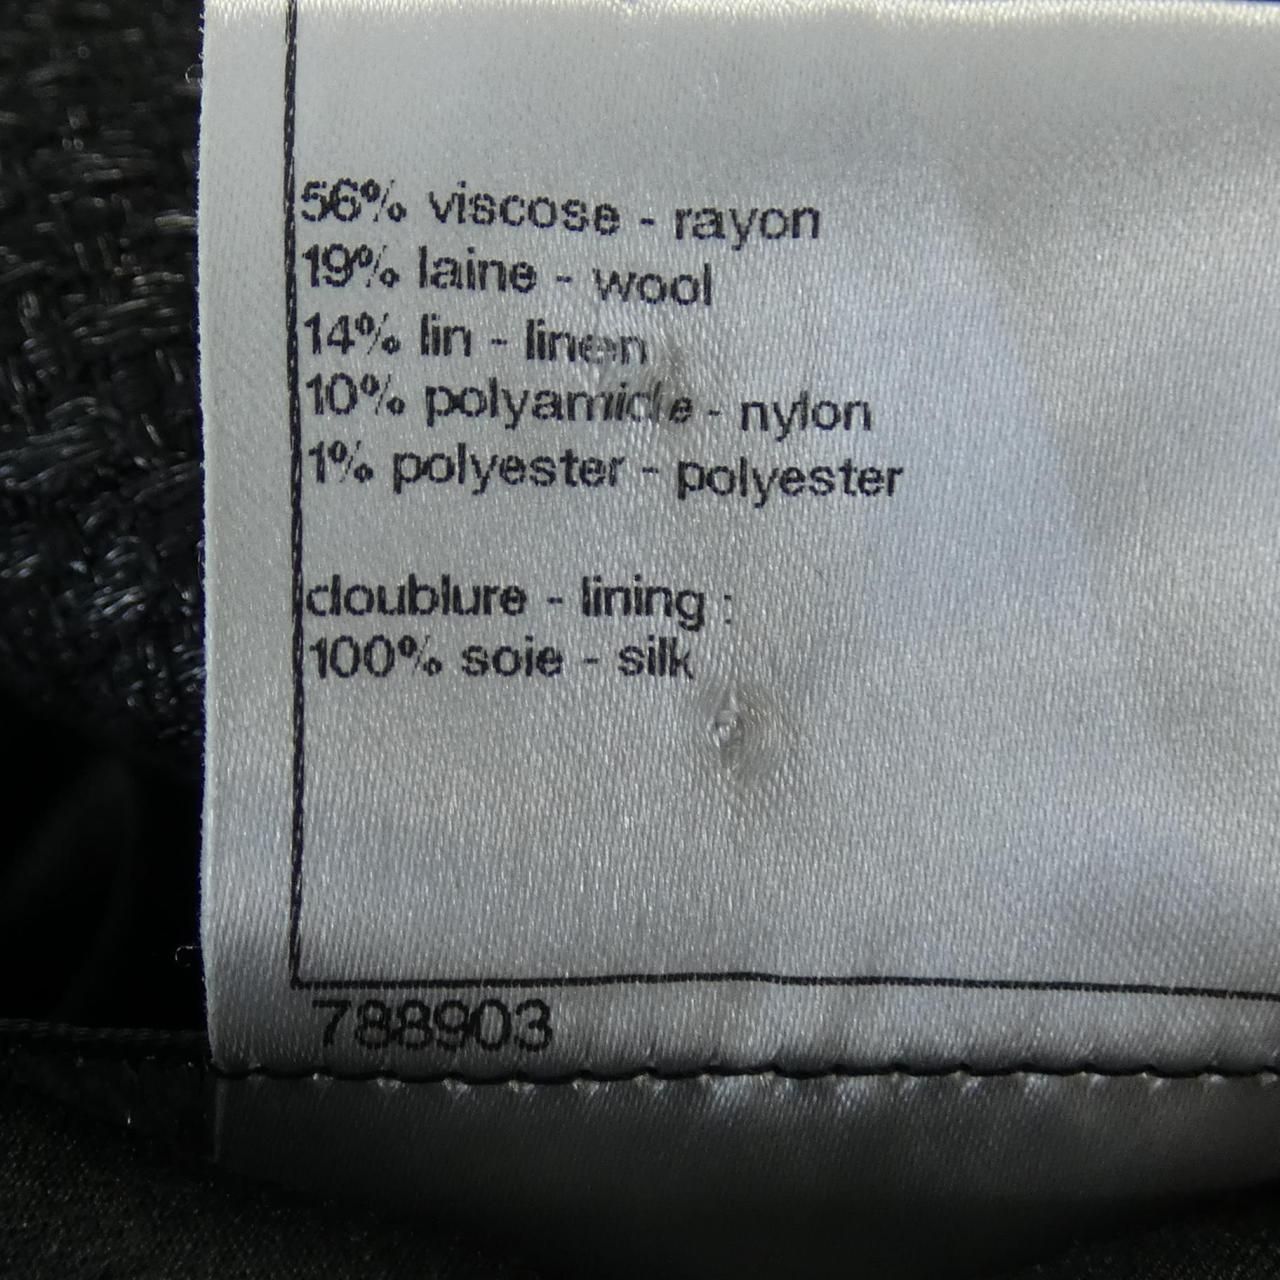 56% viscose - rayon
19% laine - wool
14% lin - linen
10% polyamide - nylon
1% polyester - polyester
doublure - lining :
100% soie - silk
788903